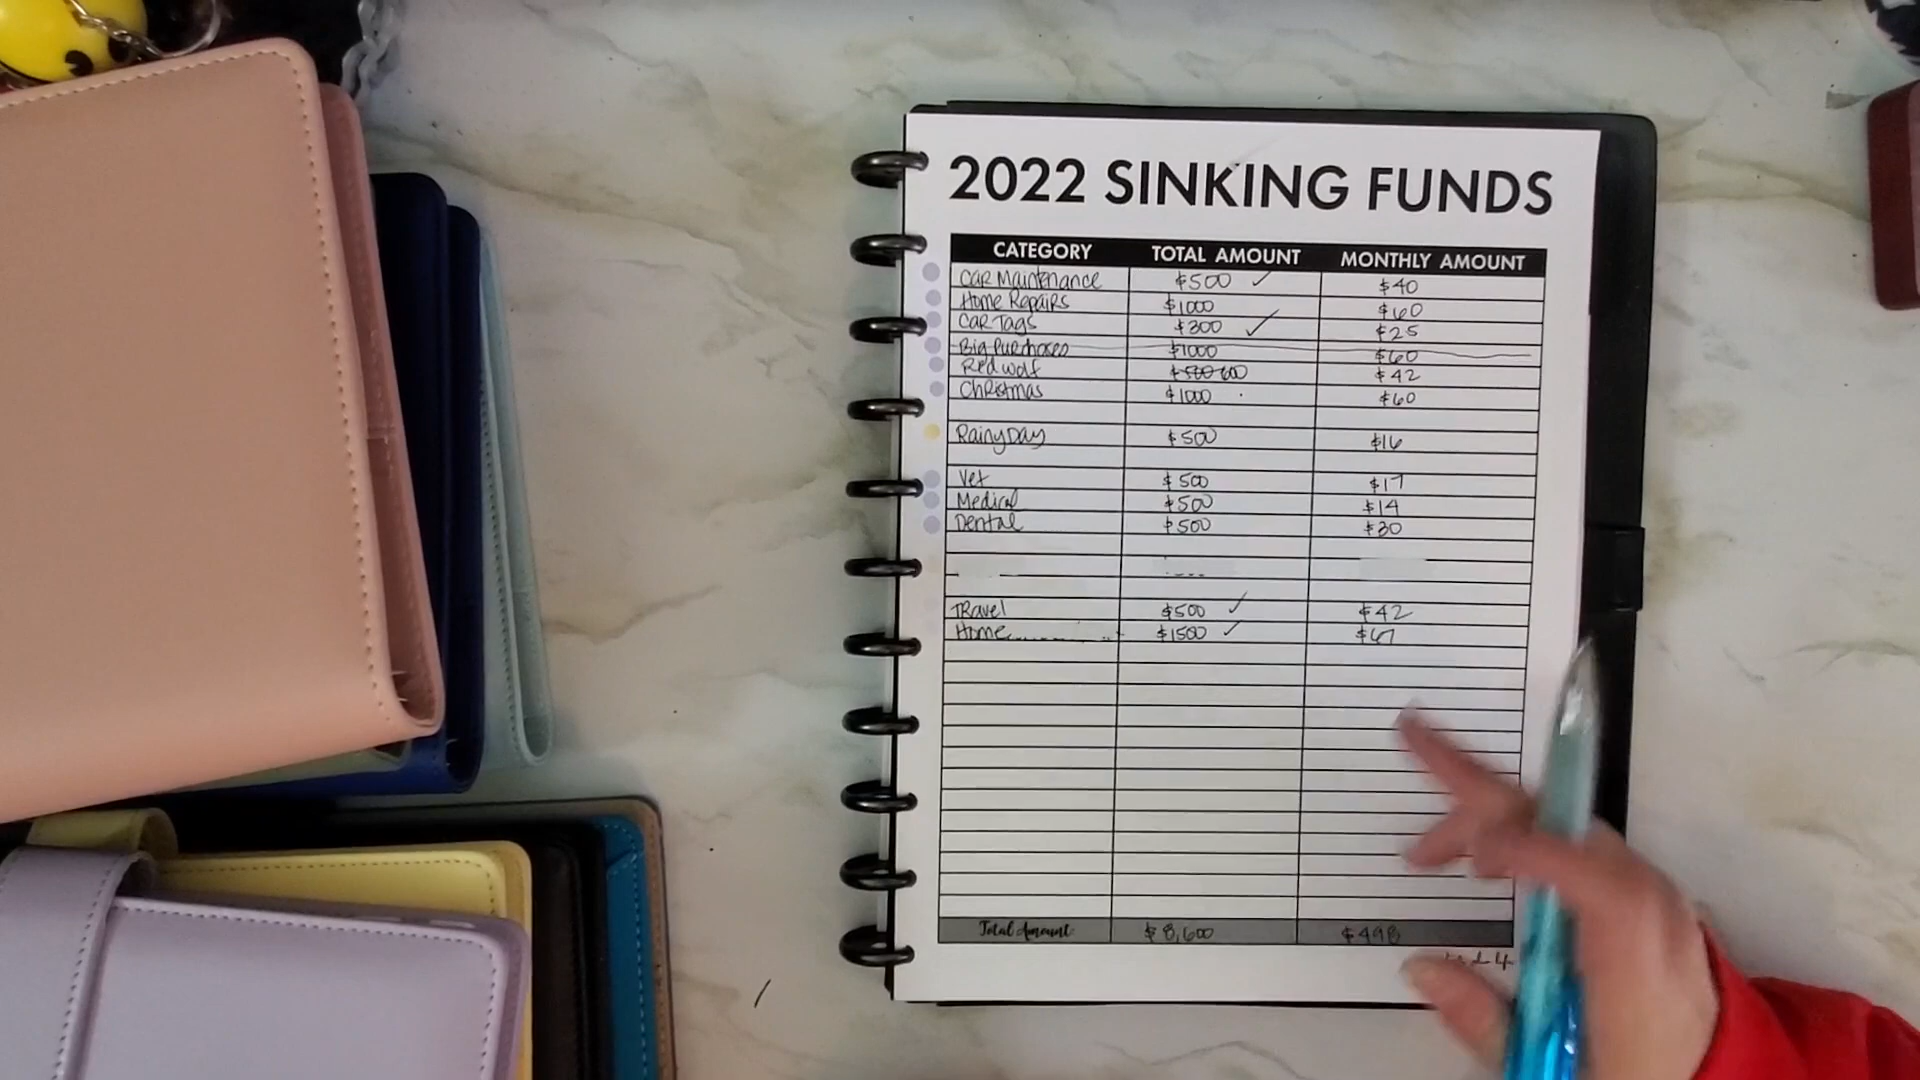 2022 SINKING FUNDS
CATEGORY TOTAL AMOUNT MONTHLY AMOUNT
Car Maintenance $500 ✓ $40
Home Repairs $1000 $60
Car Tags $300 ✓ $25
Big Purchases $1000 $60
Red wolf $500 600 $42
Christmas $1000 $60
Rainy Day $500 $16
Vet $500 $17
Medical $500 $14
Dental $500 $30
Travel $500 ✓ $42
Home $1500 ✓ $67
Total Amount: $8,600 $498